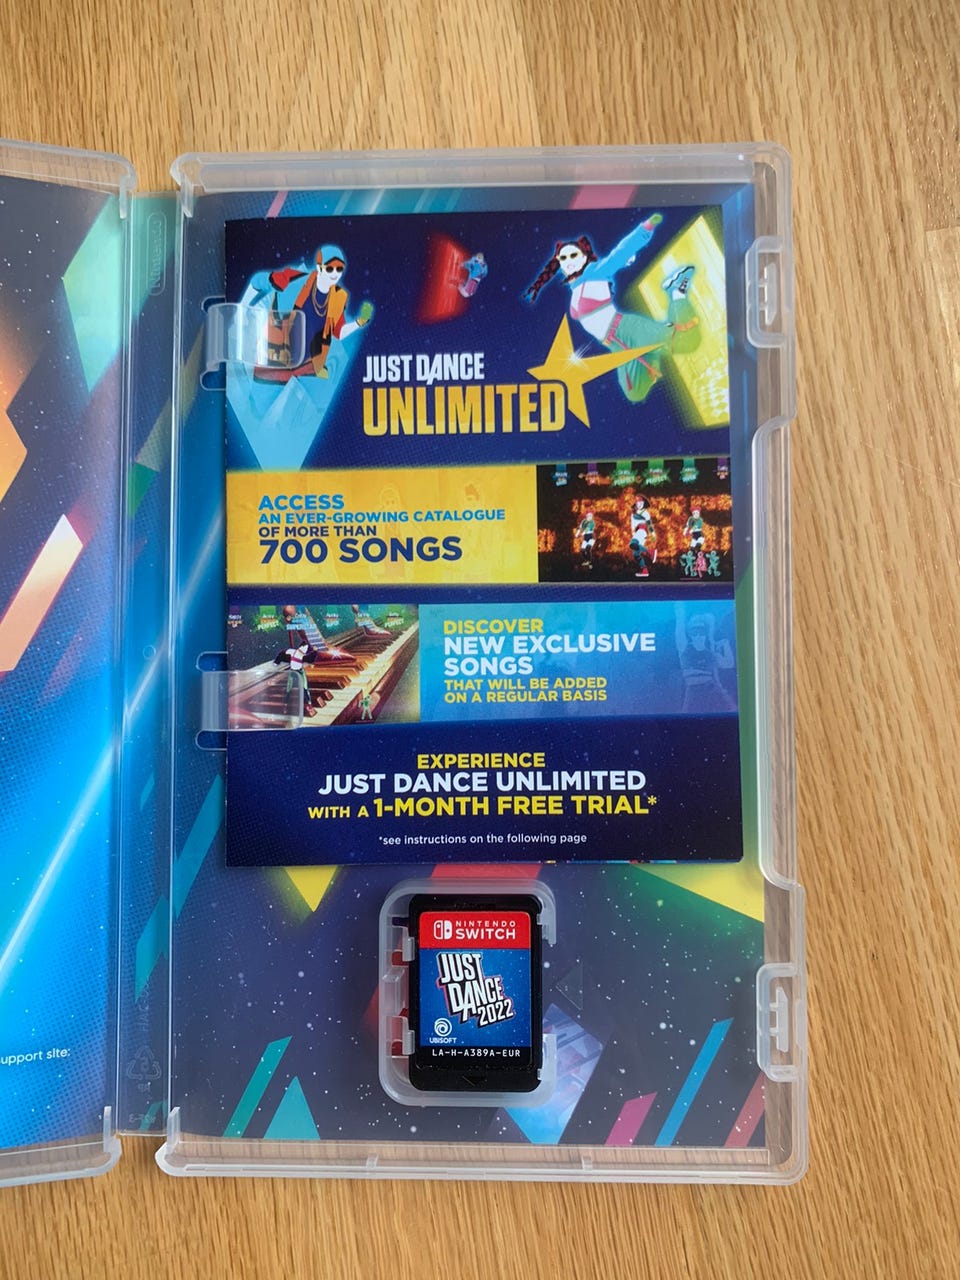 Nintendo
JUST DANCE
UNLIMITED
ACCESS
AN EVER-GROWING CATALOGUE
OF MORE THAN
700 SONGS
DISCOVER
NEW EXCLUSIVE
SONGS
THAT WILL BE ADDED
ON A REGULAR BASIS
EXPERIENCE
JUST DANCE UNLIMITED
WITH A 1-MONTH FREE TRIAL*
*see instructions on the following page
NINTENDO
SWITCH
JUST
DANCE
2022
UBISOFT
LA-H-A389A-EUR
upport site: